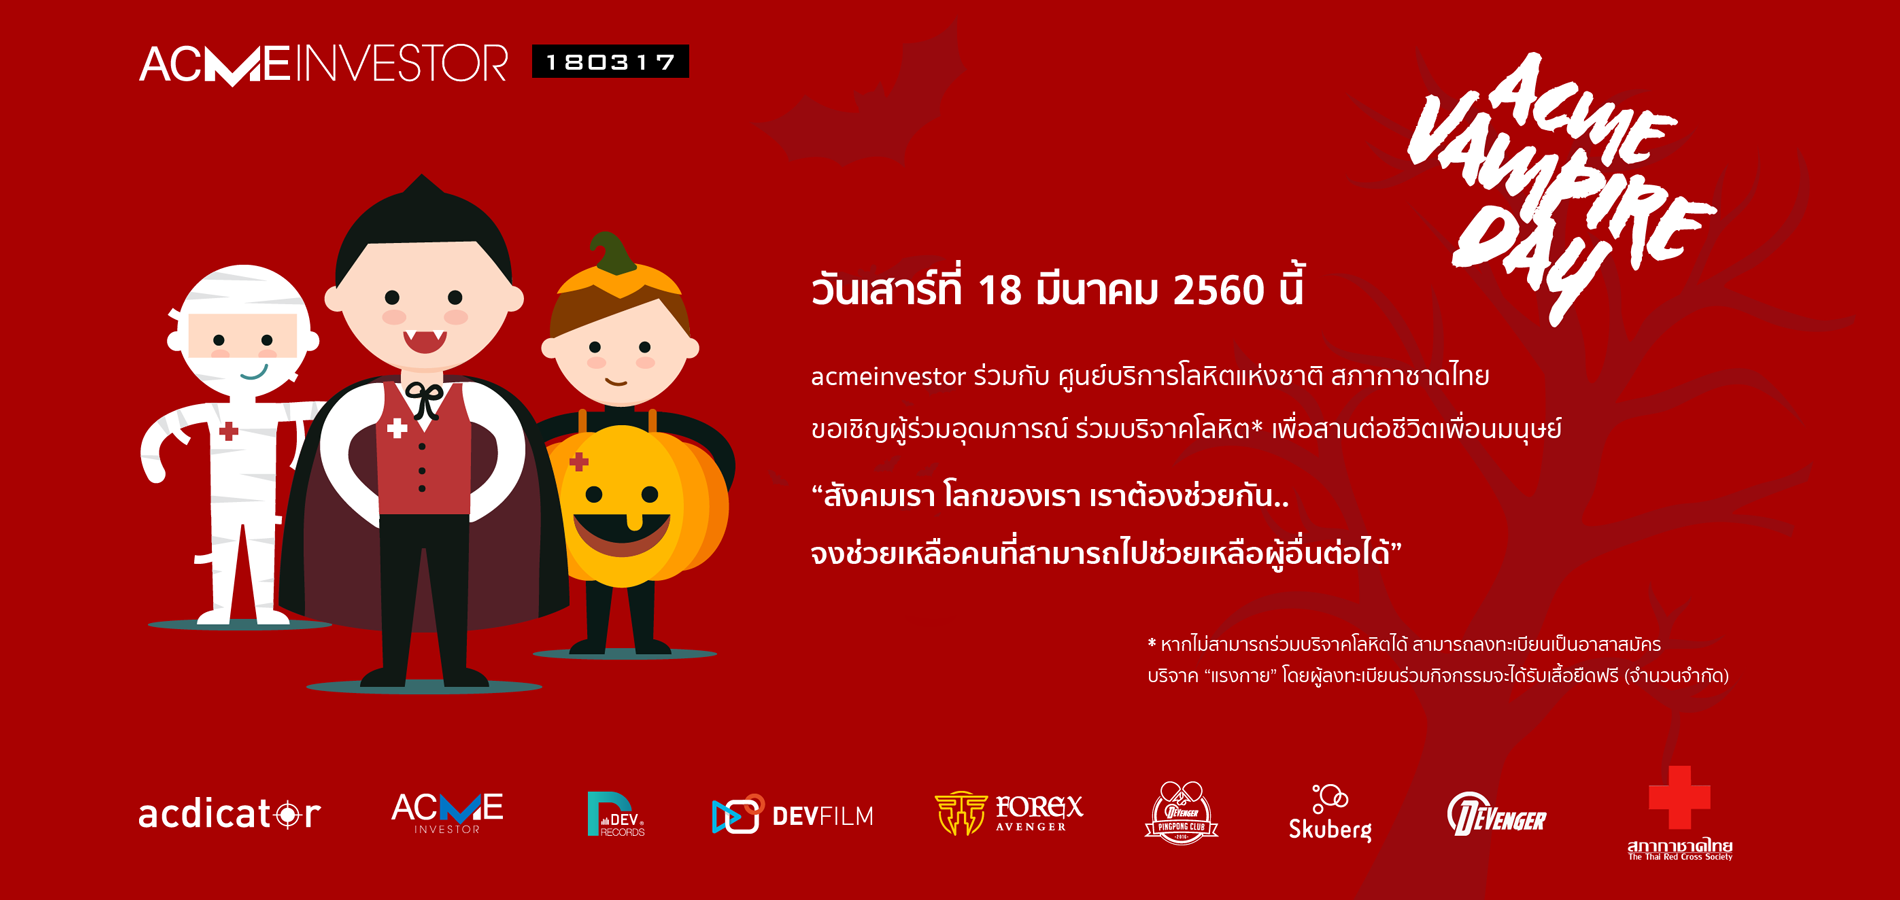 ACMEINVESTOR 180317
ACME
VAMPIRE
DAY
วันเสาร์ที่ 18 มีนาคม 2560 นี้
acmeinvestor ร่วมกับ ศูนย์บริการโลหิตแห่งชาติ สภากาชาดไทย
ขอเชิญผู้ร่วมอุดมการณ์ ร่วมบริจาคโลหิต* เพื่อสานต่อชีวิตเพื่อนมนุษย์
“สังคมเรา โลกของเรา เราต้องช่วยกัน..
จงช่วยเหลือคนที่สามารถไปช่วยเหลือผู้อื่นต่อได้”
* หากไม่สามารถร่วมบริจาคโลหิตได้ สามารถลงทะเบียนเป็นอาสาสมัคร
บริจาค “แรงกาย” โดยผู้ลงทะเบียนร่วมกิจกรรมจะได้รับเสื้อยืดฟรี (จำนวนจำกัด)
acdicator
ACME
INVESTOR
DEV
RECORDS
DEVFILM
FOREX
AVENGER
DEVENGER
PINGPONG CLUB
Skuberg
DEVENGER
สภากาชาดไทย
The Thai Red Cross Society